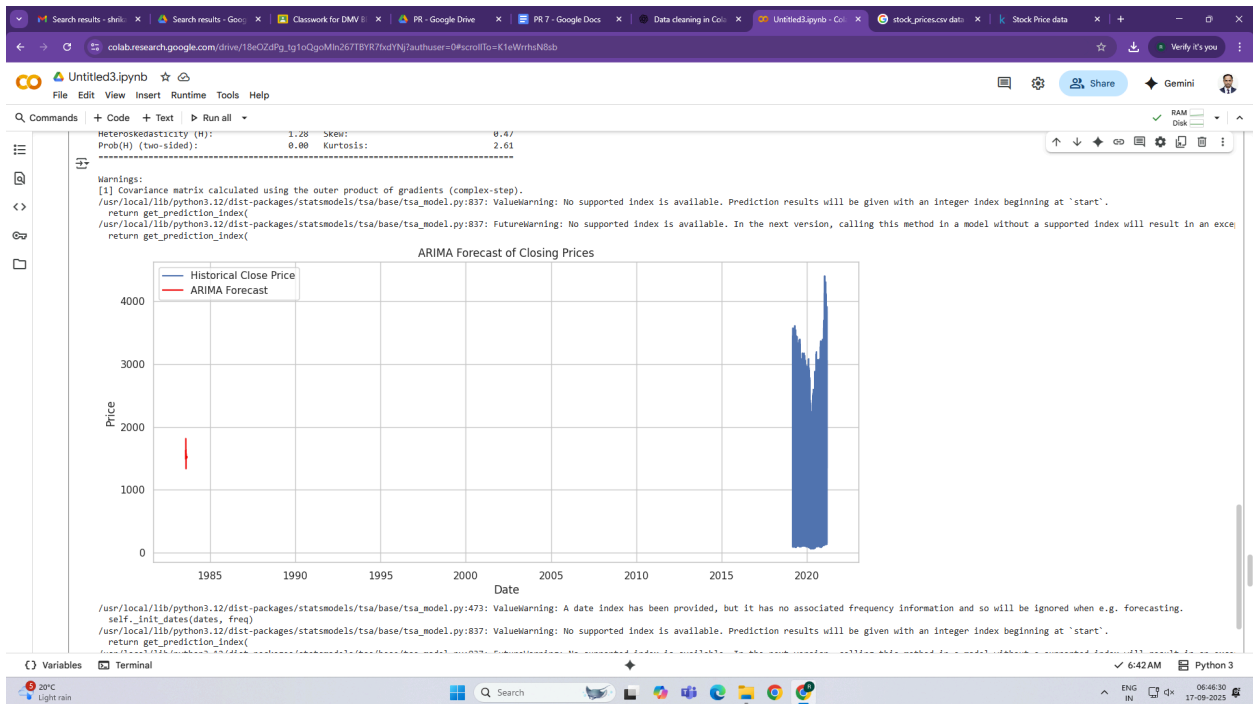 Search results - shrik
Search results - Goog
Classwork for DMV B
PR - Google Drive
PR 7 - Google Docs
Data cleaning in Cola
Untitled3.ipynb - Col
stock_prices.csv data
Stock Price data
colab.research.google.com/drive/18eOZdPg_tg1oQgoMln267TBYR7fxdYNj?authuser=0#scrollTo=K1eWrrhsN8sb
Verify it's you
Untitled3.ipynb
File Edit View Insert Runtime Tools Help
Share
Gemini
Commands + Code + Text Run all
RAM
Disk
Heteroskedasticity (H): 1.28 Skew: 0.47
Prob(H) (two-sided): 0.00 Kurtosis: 2.61
===================================================================================
Warnings:
[1] Covariance matrix calculated using the outer product of gradients (complex-step).
/usr/local/lib/python3.12/dist-packages/statsmodels/tsa/base/tsa_model.py:837: ValueWarning: No supported index is available. Prediction results will be given with an integer index beginning at `start`.
return get_prediction_index(
/usr/local/lib/python3.12/dist-packages/statsmodels/tsa/base/tsa_model.py:837: FutureWarning: No supported index is available. In the next version, calling this method in a model without a supported index will result in an excep
return get_prediction_index(
ARIMA Forecast of Closing Prices
Historical Close Price
ARIMA Forecast
4000
3000
2000
1000
0
Price
1985 1990 1995 2000 2005 2010 2015 2020
Date
/usr/local/lib/python3.12/dist-packages/statsmodels/tsa/base/tsa_model.py:473: ValueWarning: A date index has been provided, but it has no associated frequency information and so will be ignored when e.g. forecasting.
self._init_dates(dates, freq)
/usr/local/lib/python3.12/dist-packages/statsmodels/tsa/base/tsa_model.py:837: ValueWarning: No supported index is available. Prediction results will be given with an integer index beginning at `start`.
return get_prediction_index(
Variables Terminal
6:42 AM Python 3
5
20°C
Light rain
Search
ENG
IN
06:46:30
17-09-2025